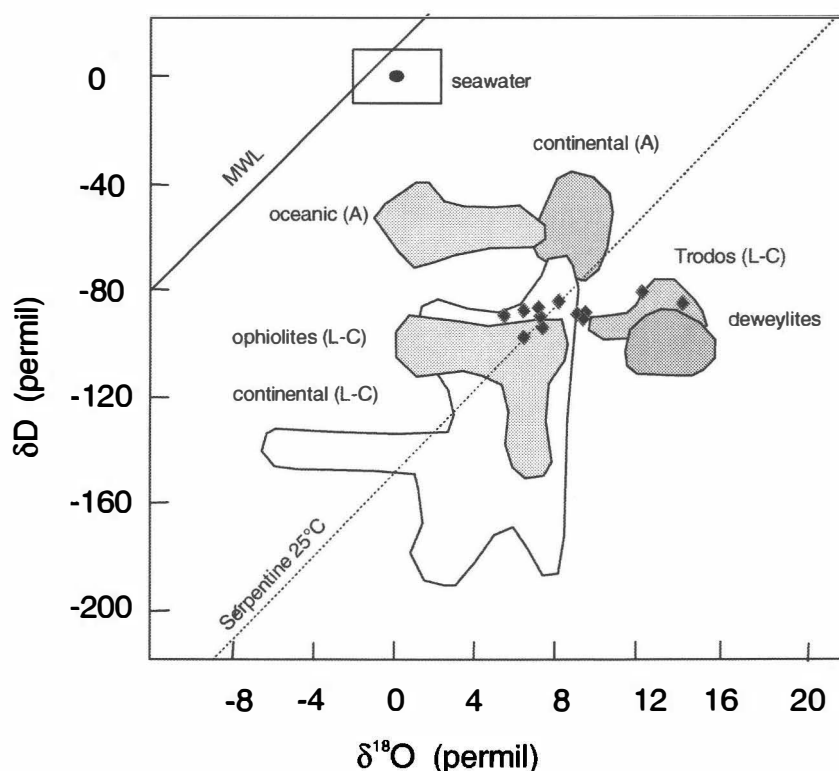 0
-40
-80
-120
-160
-200
δD (permil)
MWL
seawater
continental (A)
oceanic (A)
Trodos (L-C)
deweylites
ophiolites (L-C)
continental (L-C)
Serpentine 25°C
-8
-4
0
4
8
12
16
20
δ¹⁸O (permil)